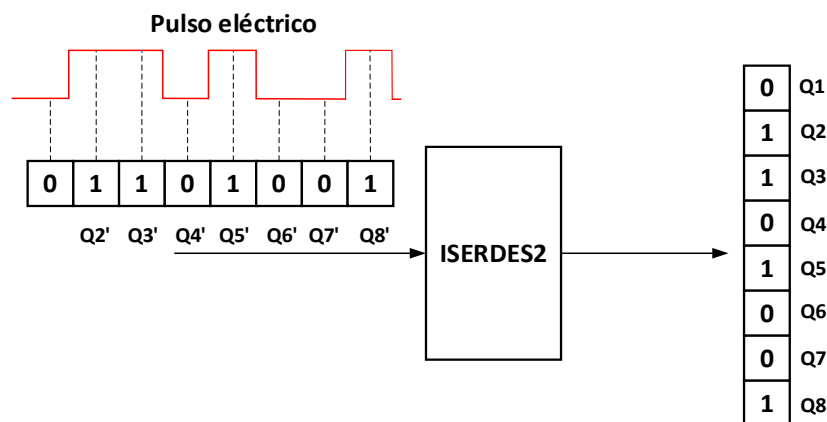 Pulso eléctrico
0 1 1 0 1 0 0 1
Q2' Q3' Q4' Q5' Q6' Q7' Q8'
ISERDES2
0 Q1
1 Q2
1 Q3
0 Q4
1 Q5
0 Q6
0 Q7
1 Q8